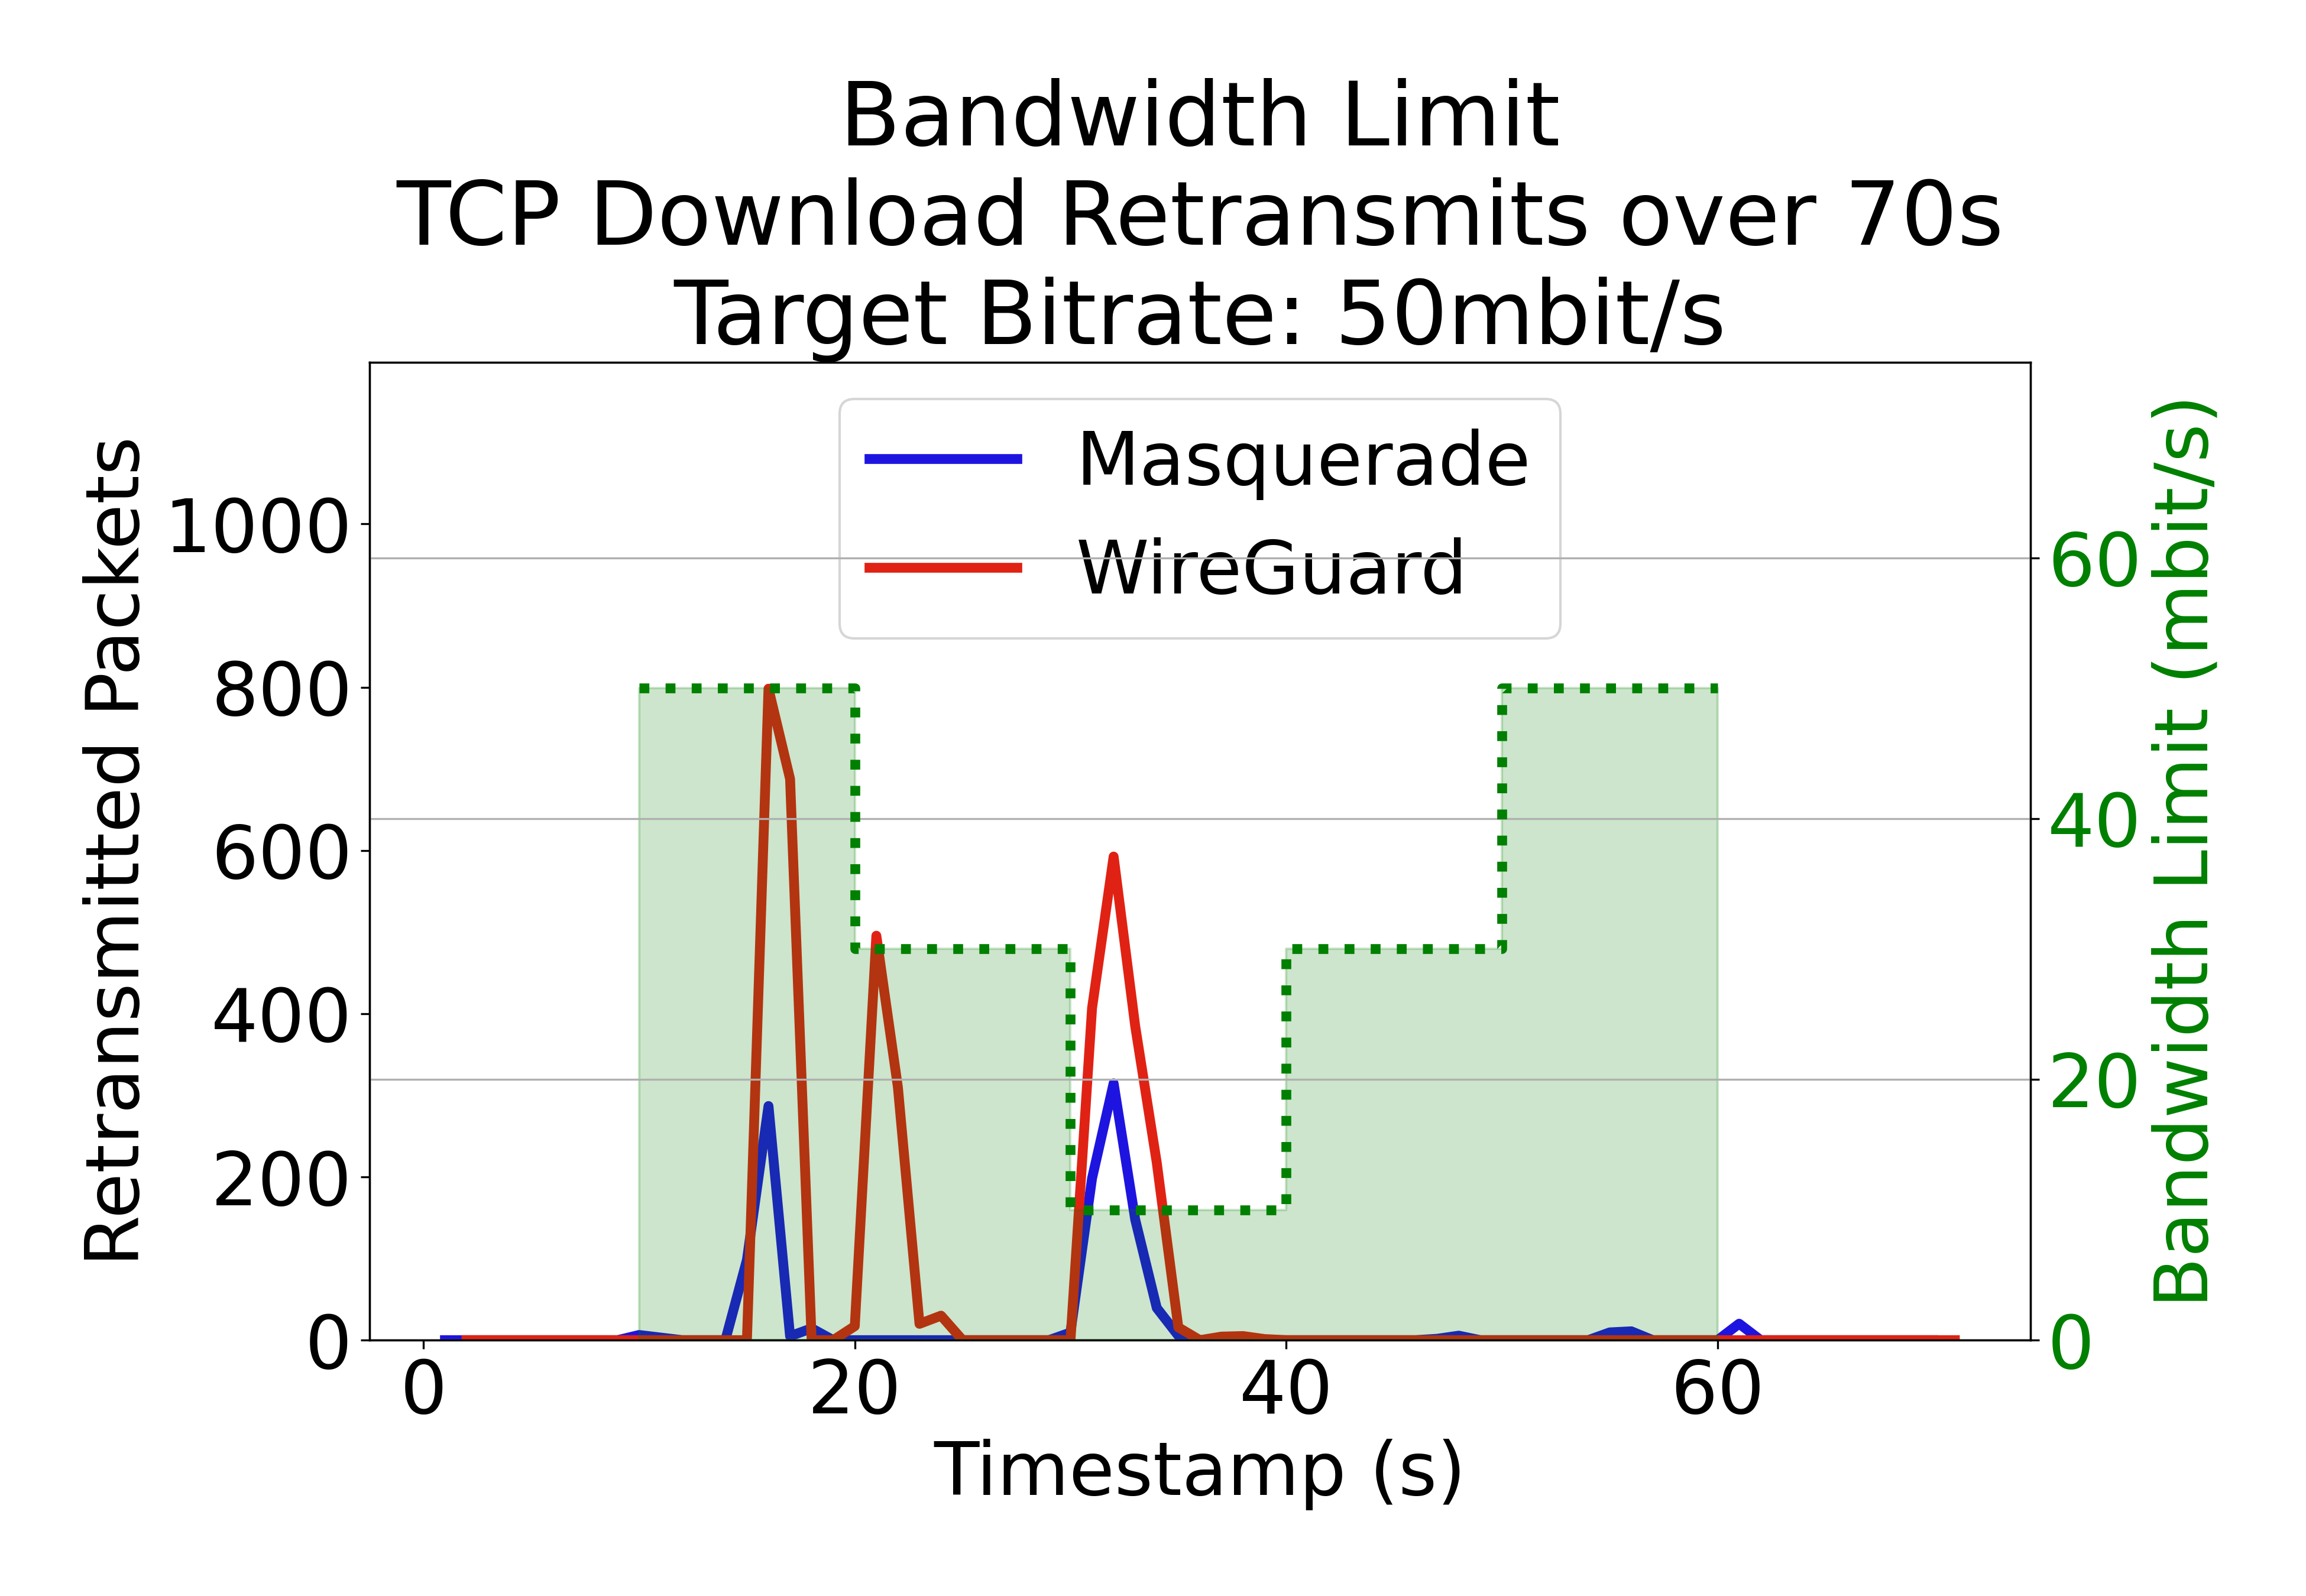 Bandwidth Limit
TCP Download Retransmits over 70s
Target Bitrate: 50mbit/s
Masquerade
WireGuard
Retransmitted Packets
1000
800
600
400
200
0
Bandwidth Limit (mbit/s)
60
40
20
0
0 20 40 60
Timestamp (s)